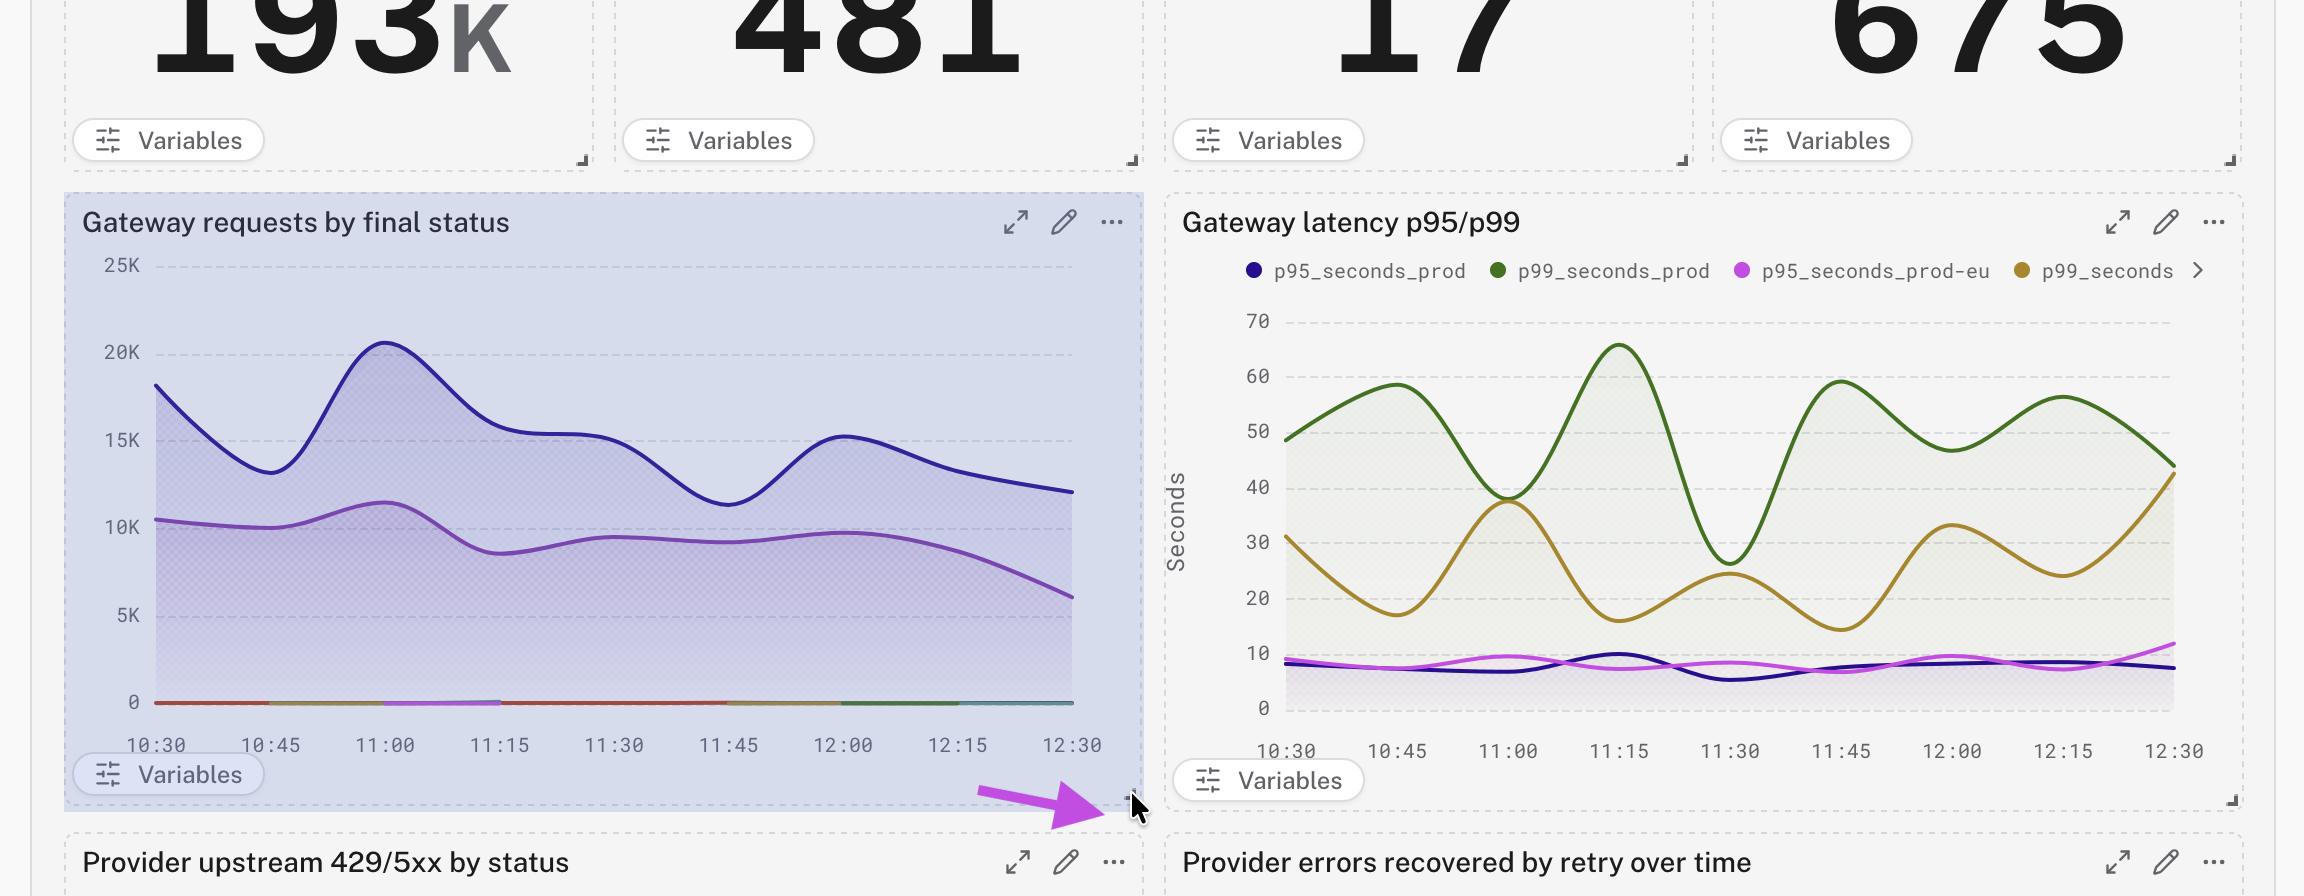 193K 481 17 675
Variables Variables Variables Variables
Gateway requests by final status
25K
20K
15K
10K
5K
0
10:30 10:45 11:00 11:15 11:30 11:45 12:00 12:15 12:30
Variables
Gateway latency p95/p99
p95_seconds_prod p99_seconds_prod p95_seconds_prod-eu p99_seconds
70
60
50
40
30
20
10
0
Seconds
10:30 10:45 11:00 11:15 11:30 11:45 12:00 12:15 12:30
Variables
Provider upstream 429/5xx by status
Provider errors recovered by retry over time